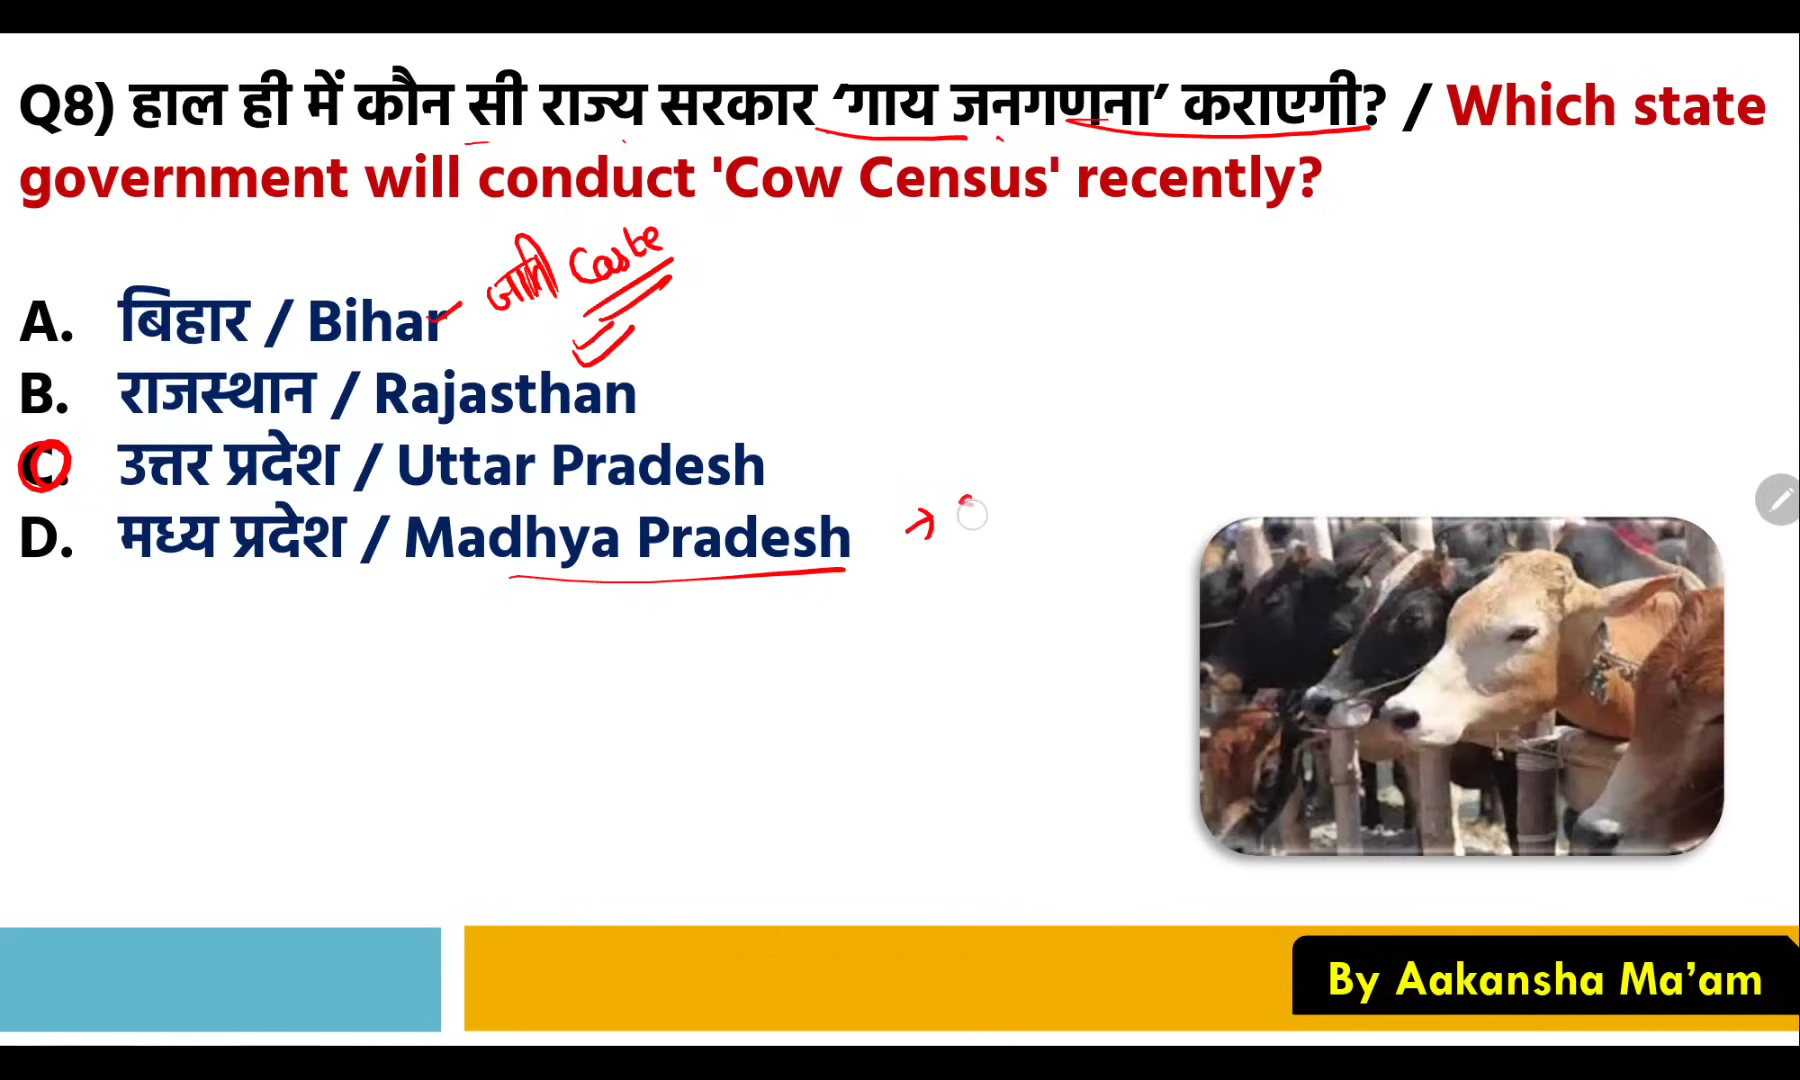 Q8) हाल ही में कौन सी राज्य सरकार ‘गाय जनगणना’ कराएगी? / Which state
government will conduct 'Cow Census' recently?
जाति Caste
A. बिहार / Bihar
B. राजस्थान / Rajasthan
C. उत्तर प्रदेश / Uttar Pradesh
D. मध्य प्रदेश / Madhya Pradesh
By Aakansha Ma’am